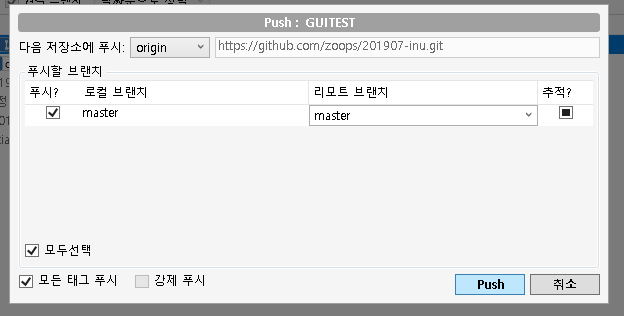 Push : GUITEST
다음 저장소에 푸시: origin https://github.com/zoops/201907-inu.git
푸시할 브랜치
푸시? 로컬 브랜치 리모트 브랜치 추적?
master master
모두선택
모든 태그 푸시 강제 푸시 Push 취소